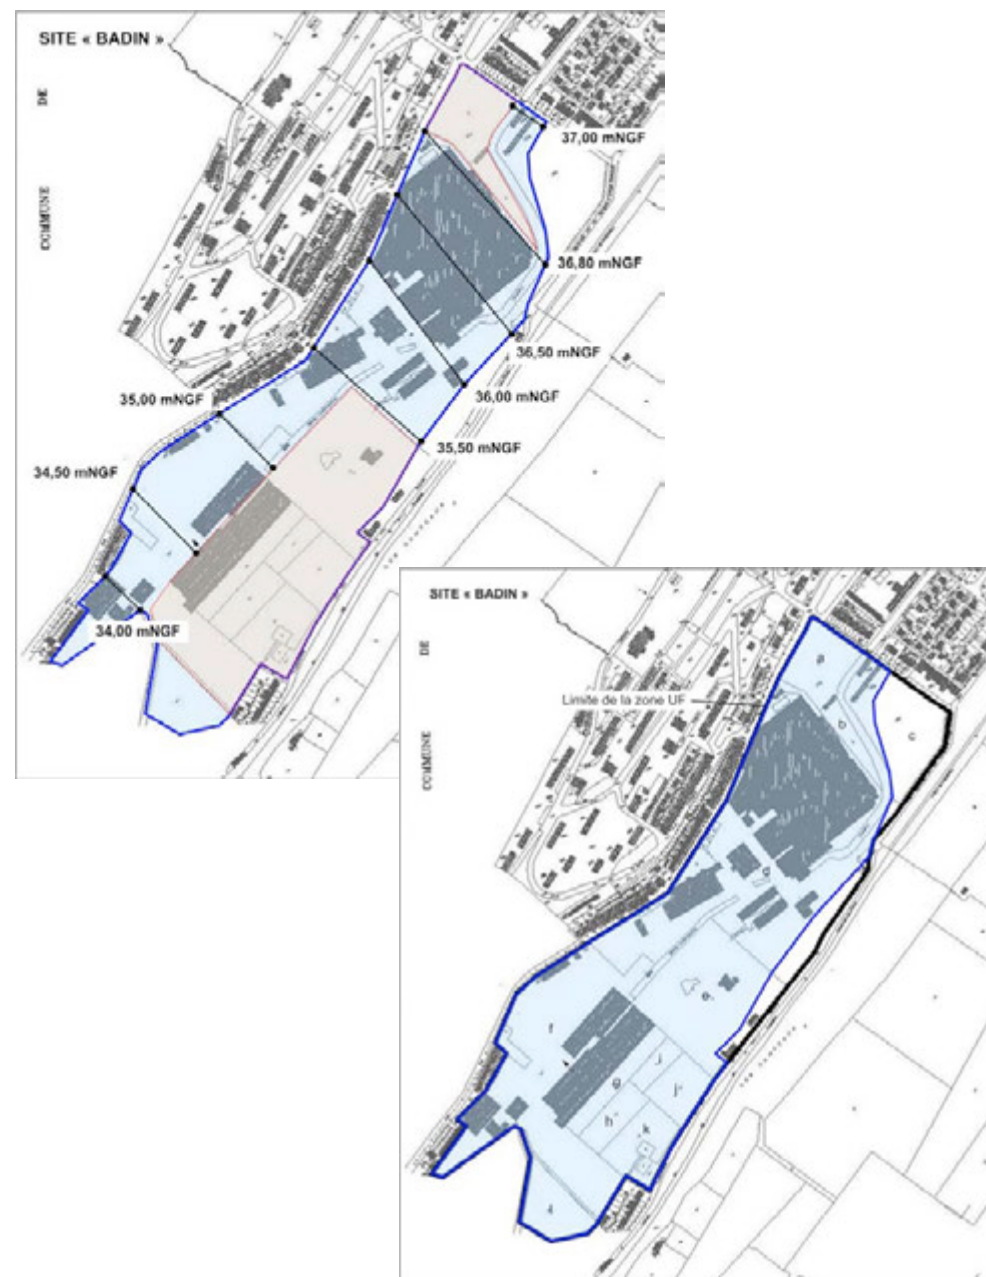 SITE « BADIN »
COMMUNE DE
37,00 mNGF
36,80 mNGF
36,50 mNGF
36,00 mNGF
35,50 mNGF
35,00 mNGF
34,50 mNGF
34,00 mNGF
SITE « BADIN »
COMMUNE DE
Limite de la zone UF
a
b
c
d
e
f
g
h
j
k